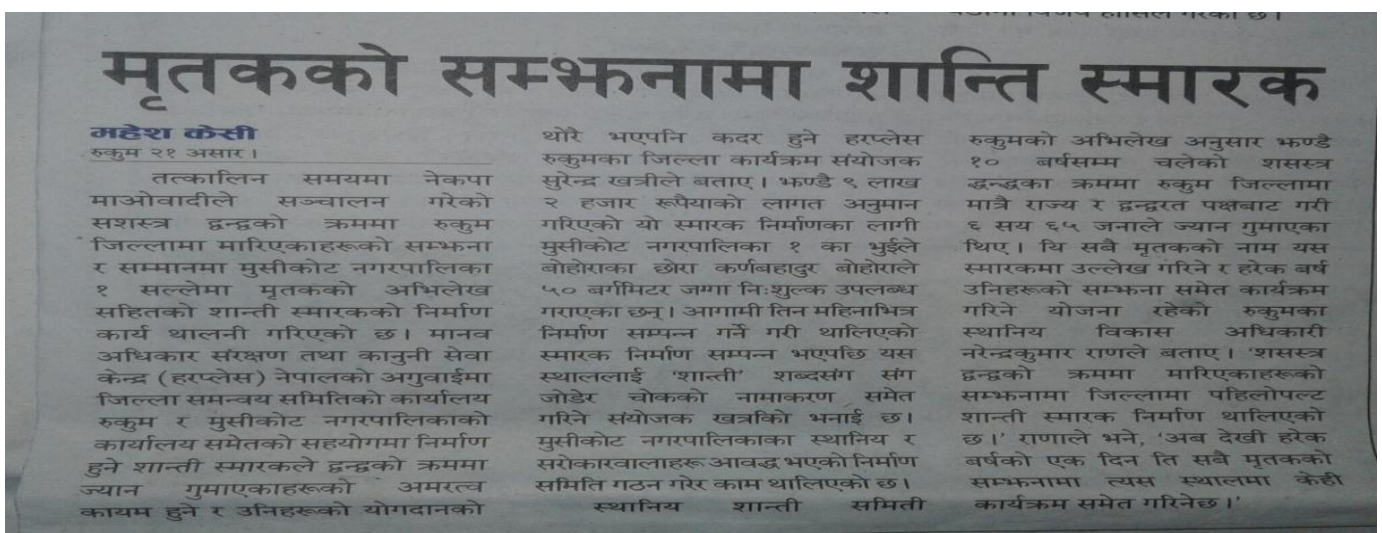 मृतकको सम्झनामा शान्ति स्मारक
महेश केसी
रुकुम २१ असार ।
तत्कालिन समयमा नेकपा
माओवादीले सञ्चालन गरेको
सशस्त्र द्वन्द्वको क्रममा रुकुम
जिल्लामा मारिएकाहरूको सम्झना
र सम्मानमा मुसीकोट नगरपालिका
१ सल्लेमा मृतकको अभिलेख
सहितको शान्ती स्मारकको निर्माण
कार्य थालनी गरिएको छ। मानव
अधिकार संरक्षण तथा कानुनी सेवा
केन्द्र (हरप्लेस) नेपालको अगुवाईमा
जिल्ला समन्वय समितिको कार्यालय
रुकुम र मुसीकोट नगरपालिकाको
कार्यालय समेतको सहयोगमा निर्माण
हुने शान्ती स्मारकले द्वन्द्वको क्रममा
ज्यान गुमाएकाहरूको अमरत्व
कायम हुने र उनिहरूको योगदानको
थोरै भएपनि कदर हुने हरप्लेस
रुकुमका जिल्ला कार्यक्रम संयोजक
सुरेन्द्र खत्रीले बताए । झण्डै ९ लाख
२ हजार रूपैयाको लागत अनुमान
गरिएको यो स्मारक निर्माणका लागी
मुसीकोट नगरपालिका १ का भुईले
बोहोराका छोरा कर्णबहादुर बोहोराले
५० बर्गमिटर जग्गा निःशुल्क उपलब्ध
गराएका छन् । आगामी तिन महिनाभित्र
निर्माण सम्पन्न गर्ने गरी थालिएको
स्मारक निर्माण सम्पन्न भएपछि यस
स्थाललाई 'शान्ती' शब्दसंग संग
जोडेर चोकको नामाकरण समेत
गरिने संयोजक खत्रीको भनाई छ।
मुसीकोट नगरपालिकाका स्थानिय र
सरोकारवालाहरू आवद्ध भएको निर्माण
समिति गठन गरेर काम थालिएको छ।
स्थानिय शान्ती समिती
रुकुमको अभिलेख अनुसार झण्डै
१० बर्षसम्म चलेको शसस्त्र
द्धन्द्धका क्रममा रुकुम जिल्लामा
मात्रै राज्य र द्वन्द्वरत पक्षबाट गरी
६ सय ६५ जनाले ज्यान गुमाएका
थिए । यि सबै मृतकको नाम यस
स्मारकमा उल्लेख गरिने र हरेक बर्ष
उनिहरूको सम्झना समेत कार्यक्रम
गरिने योजना रहेको रुकुमका
स्थानिय विकास अधिकारी
नरेन्द्रकुमार राणले बताए । 'शसस्त्र
द्वन्द्वको क्रममा मारिएकाहरूको
सम्झनामा जिल्लामा पहिलोपल्ट
शान्ती स्मारक निर्माण थालिएको
छ।' राणाले भने, 'अब देखी हरेक
बर्षको एक दिन ति सबै मृतकको
सम्झनामा त्यस स्थालमा केही
कार्यक्रम समेत गरिनेछ ।'